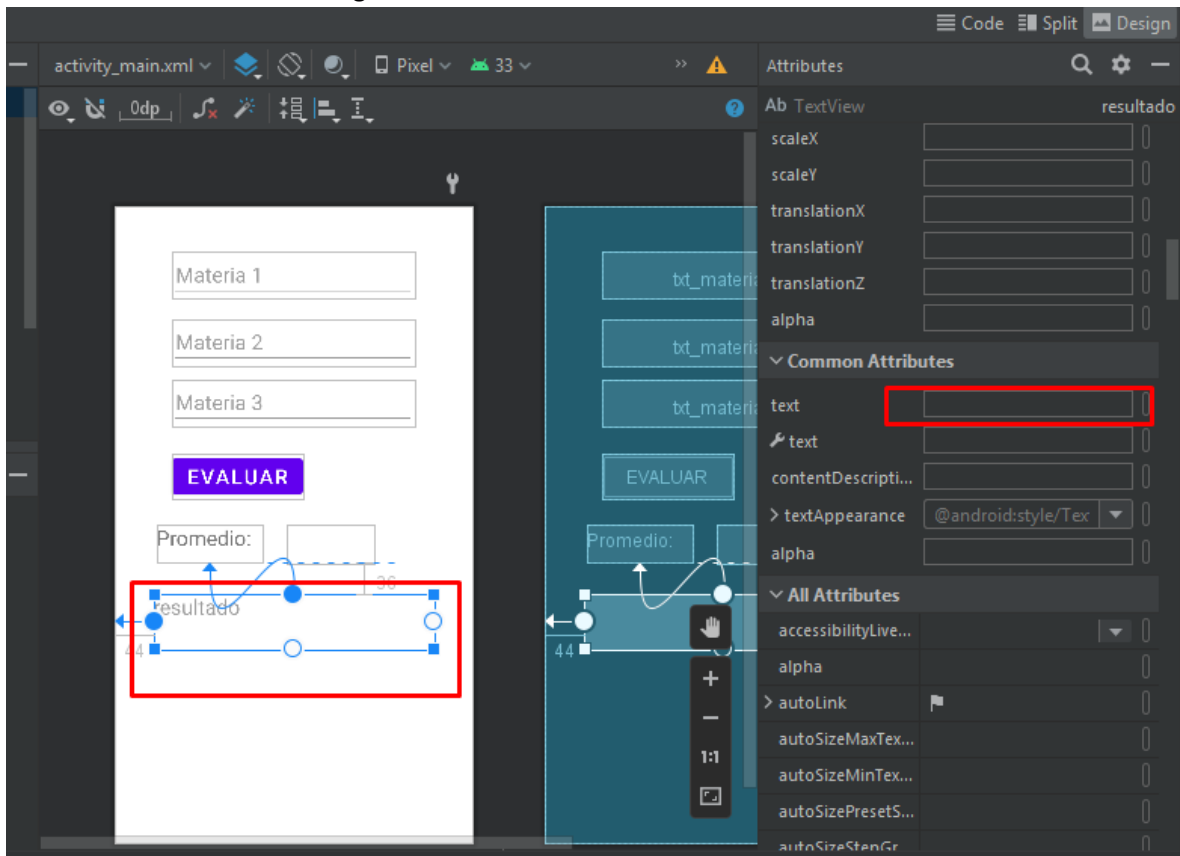 Code Split Design
activity_main.xml Pixel 33 Attributes
0dp Ab TextView resultado
scaleX
scaleY
translationX
translationY
translationZ
alpha
Common Attributes
text
text
contentDescripti...
textAppearance @android:style/Tex
alpha
All Attributes
accessibilityLive...
alpha
autoLink
autoSizeMaxTex...
autoSizeMinTex...
autoSizePresetS...
autoSizeStepGr
Materia 1
Materia 2
Materia 3
EVALUAR
Promedio:
36
resultado
44
txt_materia
txt_materia
txt_materia
EVALUAR
Promedio:
44
1:1